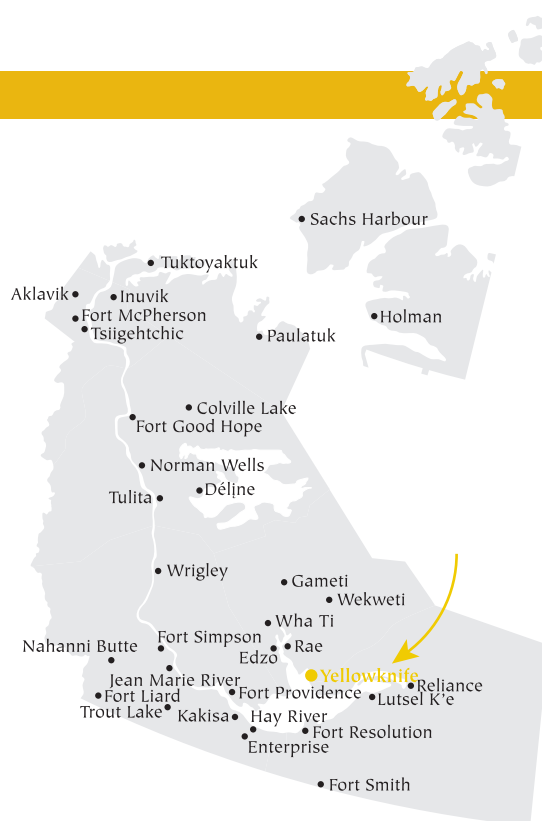 Sachs Harbour
Tuktoyaktuk
Aklavik
Inuvik
Fort McPherson
Holman
Tsiigehtchic
Paulatuk
Colville Lake
Fort Good Hope
Norman Wells
Délįne
Tulita
Wrigley
Gameti
Wekweti
Wha Ti
Fort Simpson
Nahanni Butte
Rae
Edzo
Yellowknife
Jean Marie River
Reliance
Fort Providence
Fort Liard
Lutsel K'e
Trout Lake
Kakisa
Hay River
Fort Resolution
Enterprise
Fort Smith